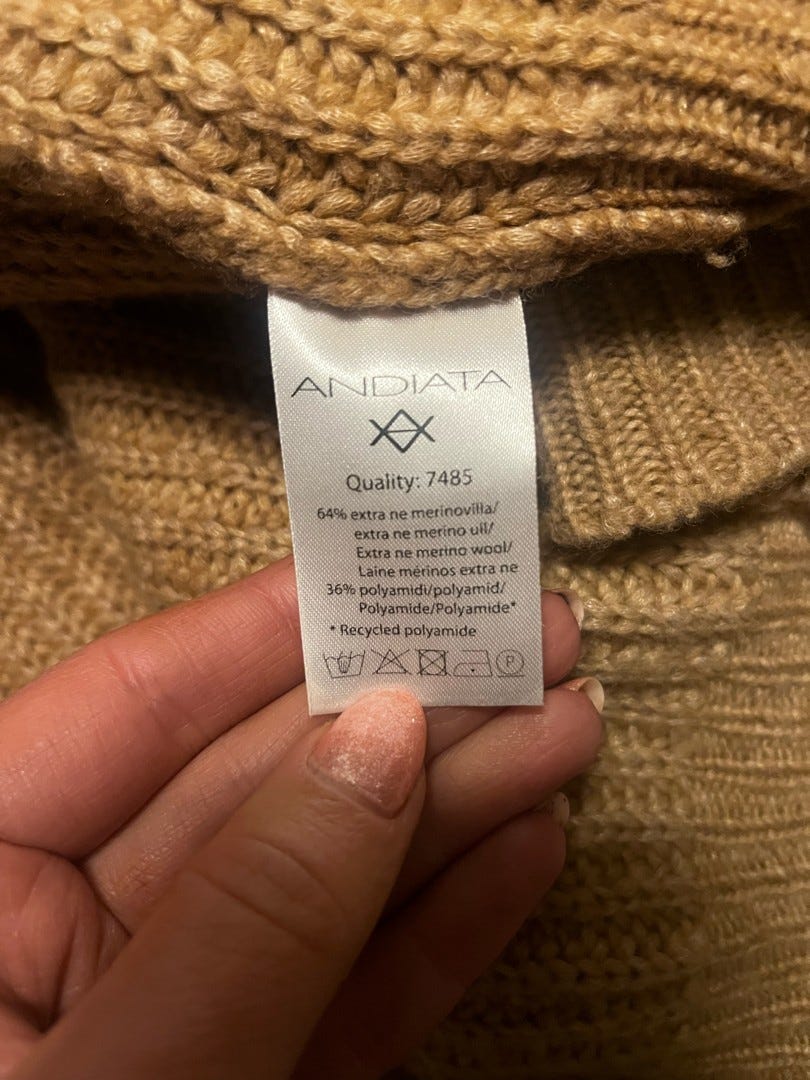 ANDIATA
Quality: 7485
64% extra ne merinovilla/
extra ne merino ull/
Extra ne merino wool/
Laine mérinos extra ne
36% polyamidi/polyamid/
Polyamide/Polyamide*
* Recycled polyamide
P